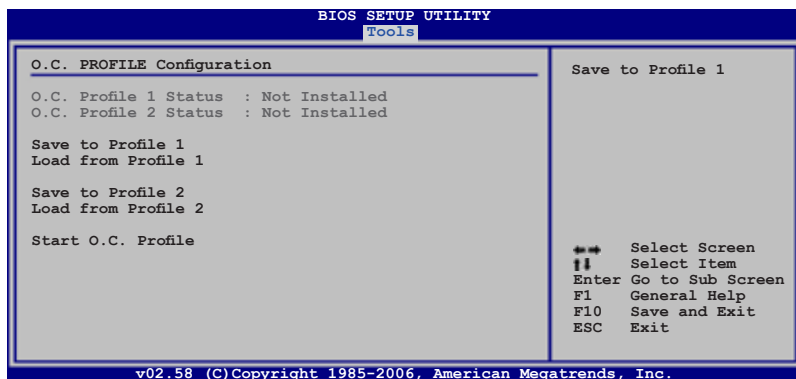 BIOS SETUP UTILITY
Tools
O.C. PROFILE Configuration
O.C. Profile 1 Status : Not Installed
O.C. Profile 2 Status : Not Installed
Save to Profile 1
Load from Profile 1
Save to Profile 2
Load from Profile 2
Start O.C. Profile
Save to Profile 1
Select Screen
Select Item
Enter Go to Sub Screen
F1 General Help
F10 Save and Exit
ESC Exit
v02.58 (C)Copyright 1985-2006, American Megatrends, Inc.